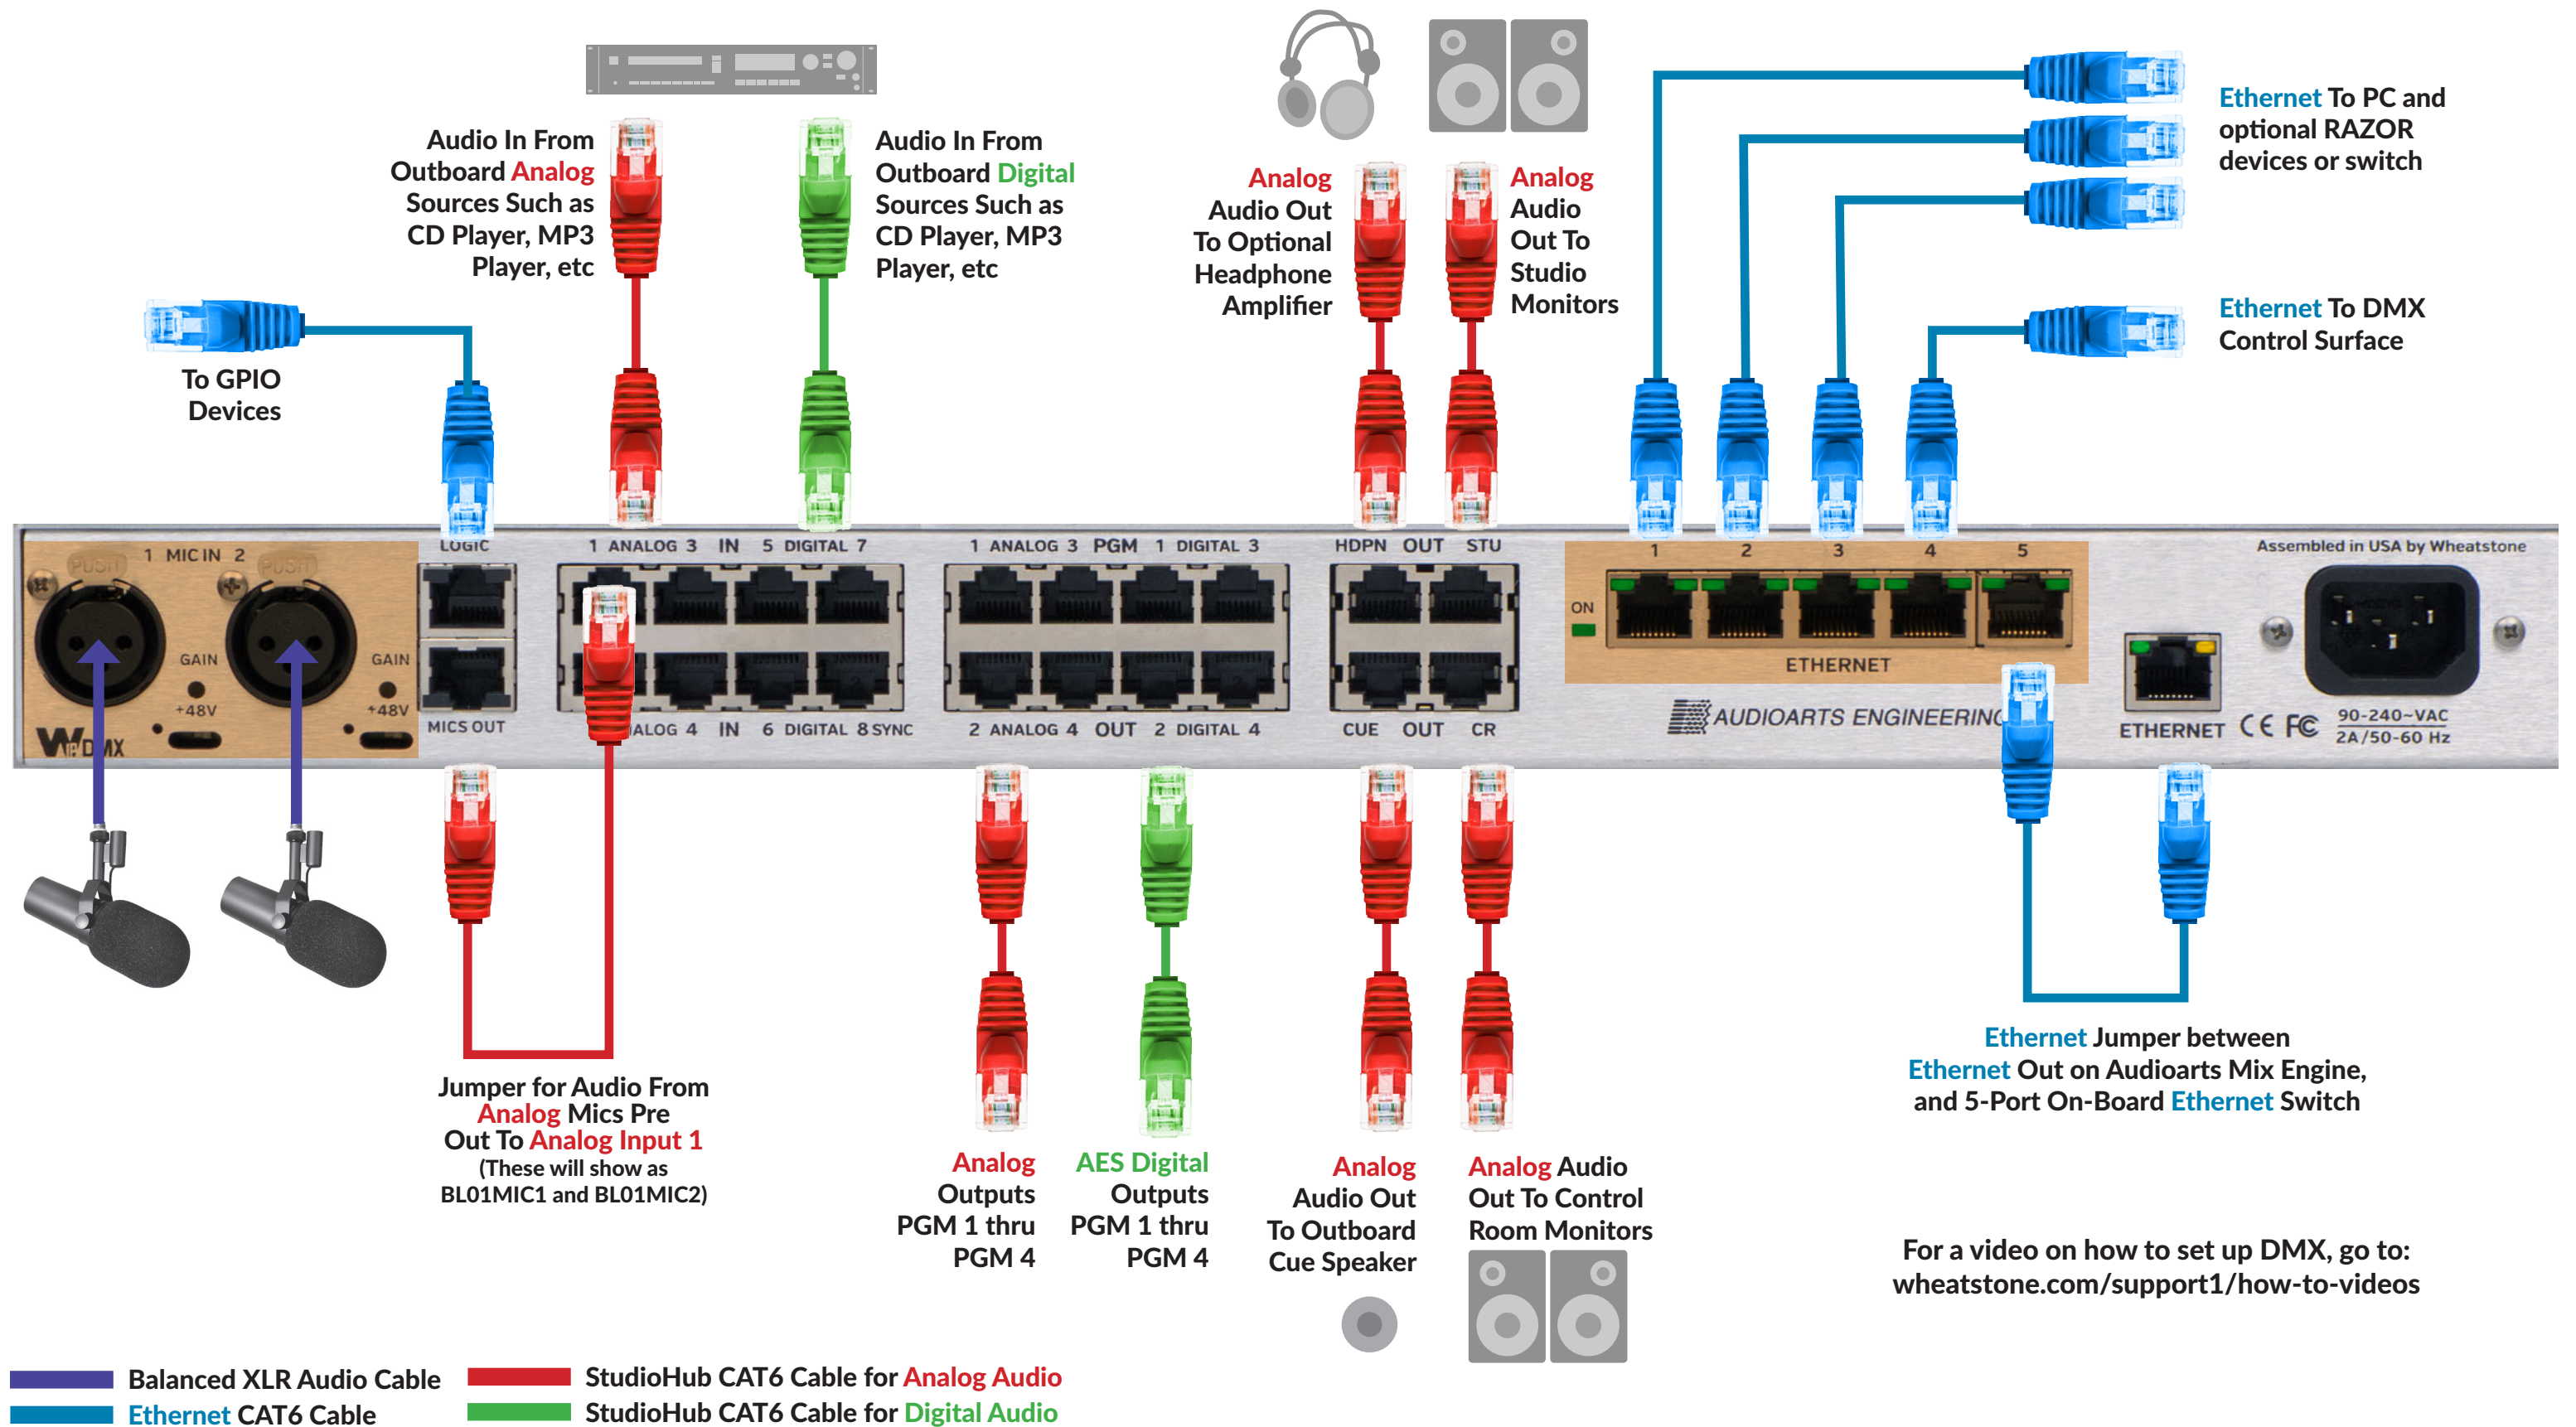 Audio In From
Outboard Analog
Sources Such as
CD Player, MP3
Player, etc
Audio In From
Outboard Digital
Sources Such as
CD Player, MP3
Player, etc
Analog
Audio Out
To Optional
Headphone
Amplifier
Analog
Audio
Out To
Studio
Monitors
Ethernet To PC and
optional RAZOR
devices or switch
Ethernet To DMX
Control Surface
To GPIO
Devices
1 MIC IN 2
PUSH
PUSH
GAIN
+48V
GAIN
+48V
DMX
LOGIC
MICS OUT
1 ANALOG 3 IN 5 DIGITAL 7
ALOG 4 IN 6 DIGITAL 8 SYNC
1 ANALOG 3 PGM 1 DIGITAL 3
2 ANALOG 4 OUT 2 DIGITAL 4
HDPN OUT STU
CUE OUT CR
1 2 3 4 5
ON
ETHERNET
AUDIOARTS ENGINEERING
Assembled in USA by Wheatstone
ETHERNET
CE FC
90-240~VAC
2A/50-60 Hz
Jumper for Audio From
Analog Mics Pre
Out To Analog Input 1
(These will show as
BL01MIC1 and BL01MIC2)
Analog
Outputs
PGM 1 thru
PGM 4
AES Digital
Outputs
PGM 1 thru
PGM 4
Analog
Audio Out
To Outboard
Cue Speaker
Analog Audio
Out To Control
Room Monitors
Ethernet Jumper between
Ethernet Out on Audioarts Mix Engine,
and 5-Port On-Board Ethernet Switch
For a video on how to set up DMX, go to:
wheatstone.com/support1/how-to-videos
Balanced XLR Audio Cable
Ethernet CAT6 Cable
StudioHub CAT6 Cable for Analog Audio
StudioHub CAT6 Cable for Digital Audio